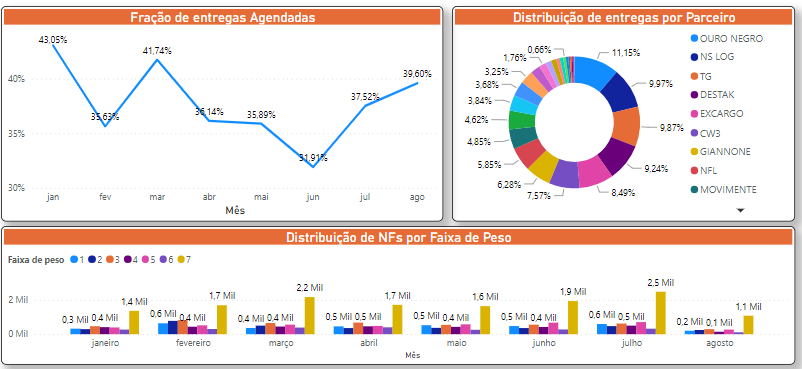 Fração de entregas Agendadas
43,05%
41,74%
39,60%
37,52%
36,14%
35,89%
35,63%
31,91%
40%
35%
30%
jan fev mar abr mai jun jul ago
Mês
Distribuição de entregas por Parceiro
0,66%
1,76%
3,25%
3,68%
3,84%
4,62%
4,85%
5,85%
6,28%
7,57%
8,49%
9,24%
9,87%
9,97%
11,15%
OURO NEGRO
NS LOG
TG
DESTAK
EXCARGO
CW3
GIANNONE
NFL
MOVIMENTE
Distribuição de NFs por Faixa de Peso
Faixa de peso 1 2 3 4 5 6 7
2 Mil
0 Mil
0,3 Mil 0,4 Mil 1,4 Mil
0,6 Mil 0,4 Mil 1,7 Mil
0,4 Mil 0,4 Mil 2,2 Mil
0,5 Mil 0,5 Mil 1,7 Mil
0,5 Mil 0,4 Mil 1,6 Mil
0,5 Mil 0,4 Mil 1,9 Mil
0,6 Mil 0,5 Mil 2,5 Mil
0,2 Mil 0,1 Mil 1,1 Mil
janeiro fevereiro março abril maio junho julho agosto
Mês